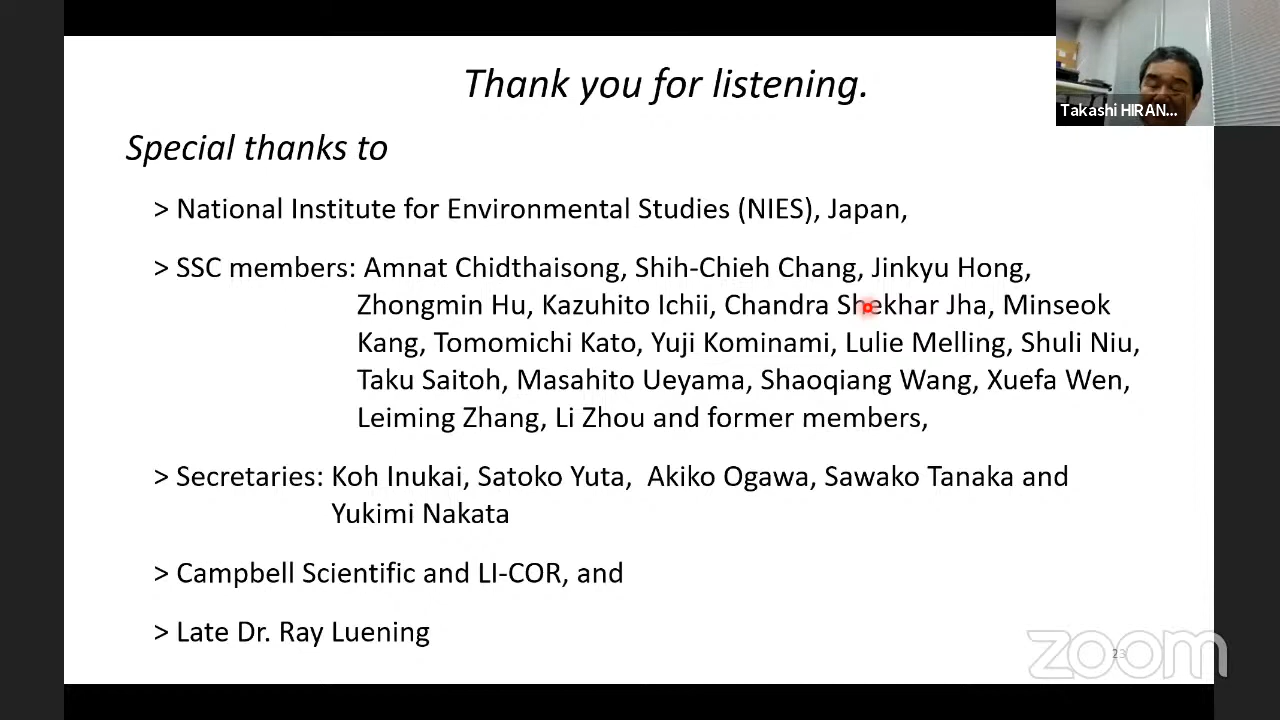 Thank you for listening.
Takashi HIRAN...
Special thanks to
> National Institute for Environmental Studies (NIES), Japan,
> SSC members: Amnat Chidthaisong, Shih-Chieh Chang, Jinkyu Hong,
Zhongmin Hu, Kazuhito Ichii, Chandra Shekhar Jha, Minseok
Kang, Tomomichi Kato, Yuji Kominami, Lulie Melling, Shuli Niu,
Taku Saitoh, Masahito Ueyama, Shaoqiang Wang, Xuefa Wen,
Leiming Zhang, Li Zhou and former members,
> Secretaries: Koh Inukai, Satoko Yuta, Akiko Ogawa, Sawako Tanaka and
Yukimi Nakata
> Campbell Scientific and LI-COR, and
> Late Dr. Ray Luening
zoom
23